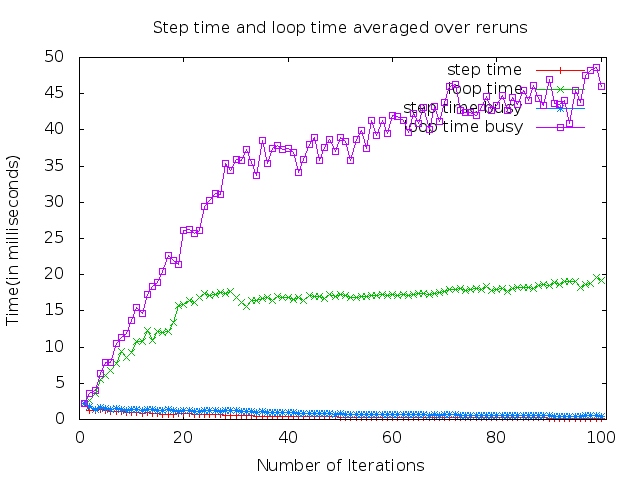 Step time and loop time averaged over reruns
50
45
40
35
30
25
20
15
10
5
0
Time(in milliseconds)
step time
loop time
step time busy
loop time busy
0 20 40 60 80 100
Number of Iterations